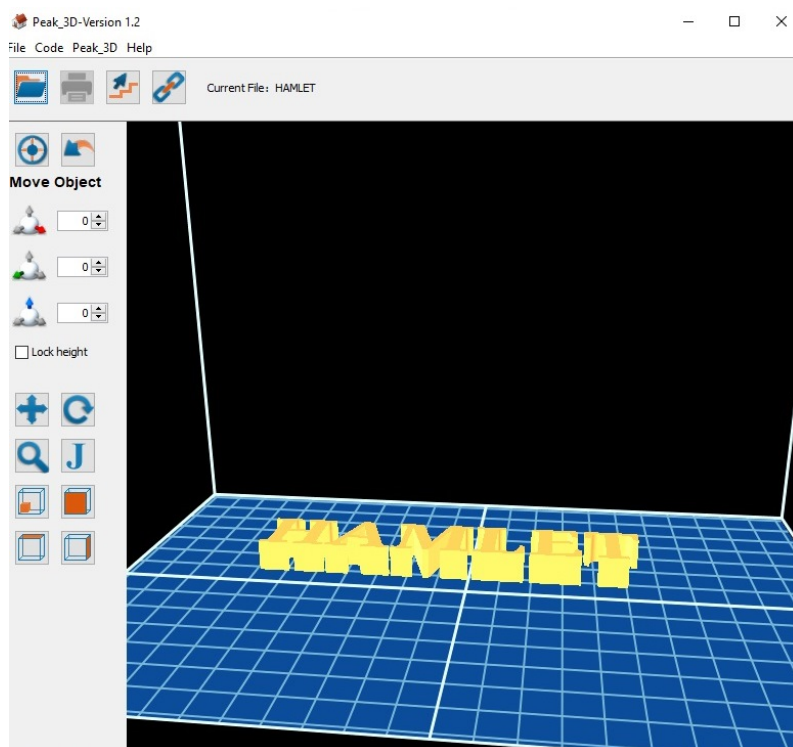 Peak_3D-Version 1.2
File Code Peak_3D Help
Current File: HAMLET
Move Object
0
0
0
Lock height
J
HAMLET